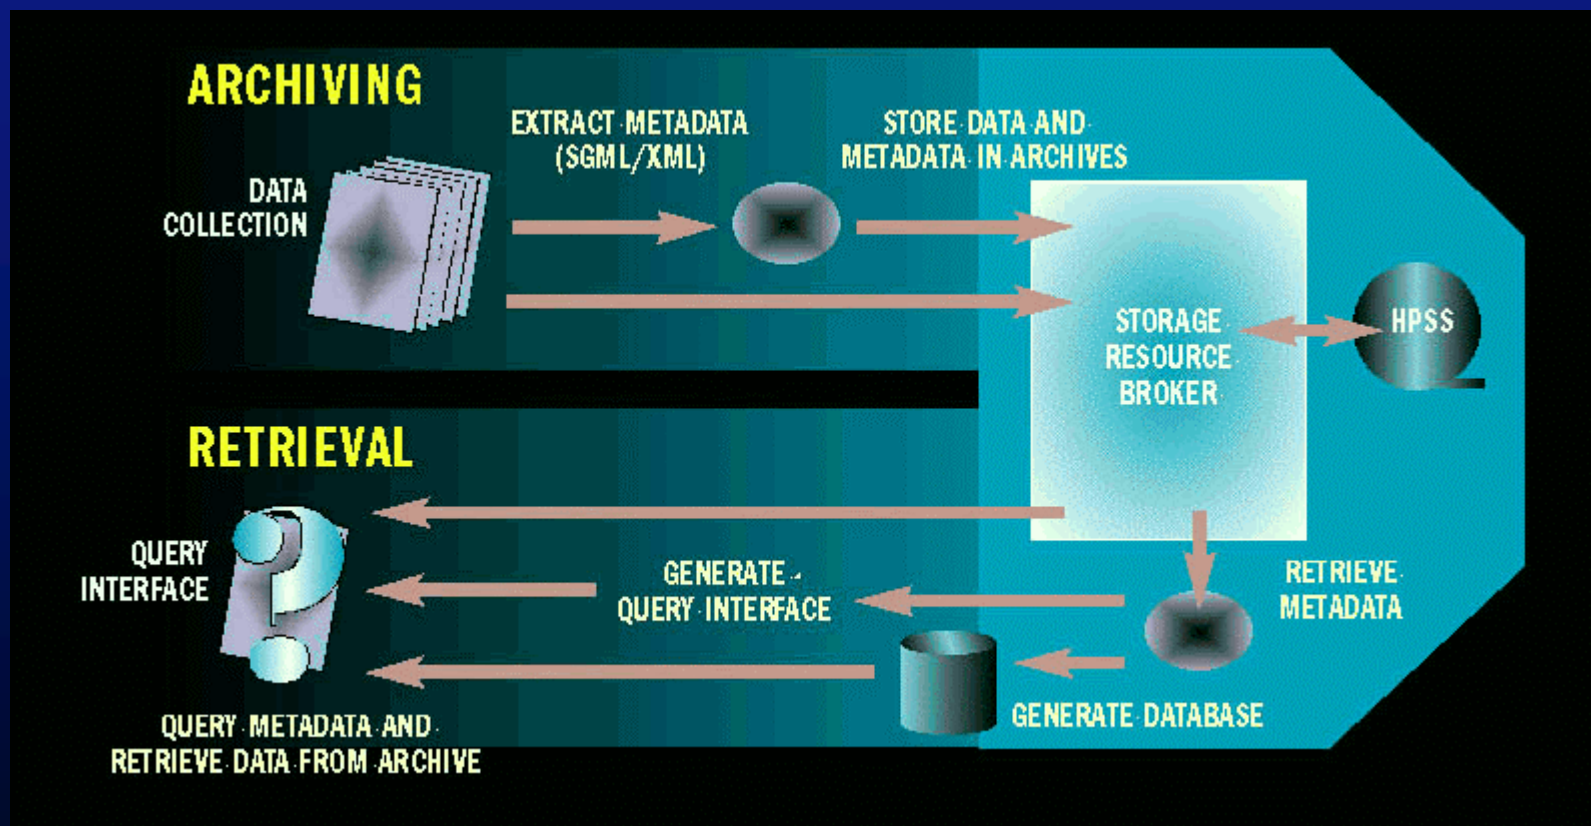 ARCHIVING
EXTRACT METADATA
(SGML/XML)
STORE DATA AND
METADATA IN ARCHIVES
DATA
COLLECTION
STORAGE
RESOURCE
BROKER
HPSS
RETRIEVAL
QUERY
INTERFACE
GENERATE
QUERY INTERFACE
RETRIEVE
METADATA
GENERATE DATABASE
QUERY METADATA AND
RETRIEVE DATA FROM ARCHIVE